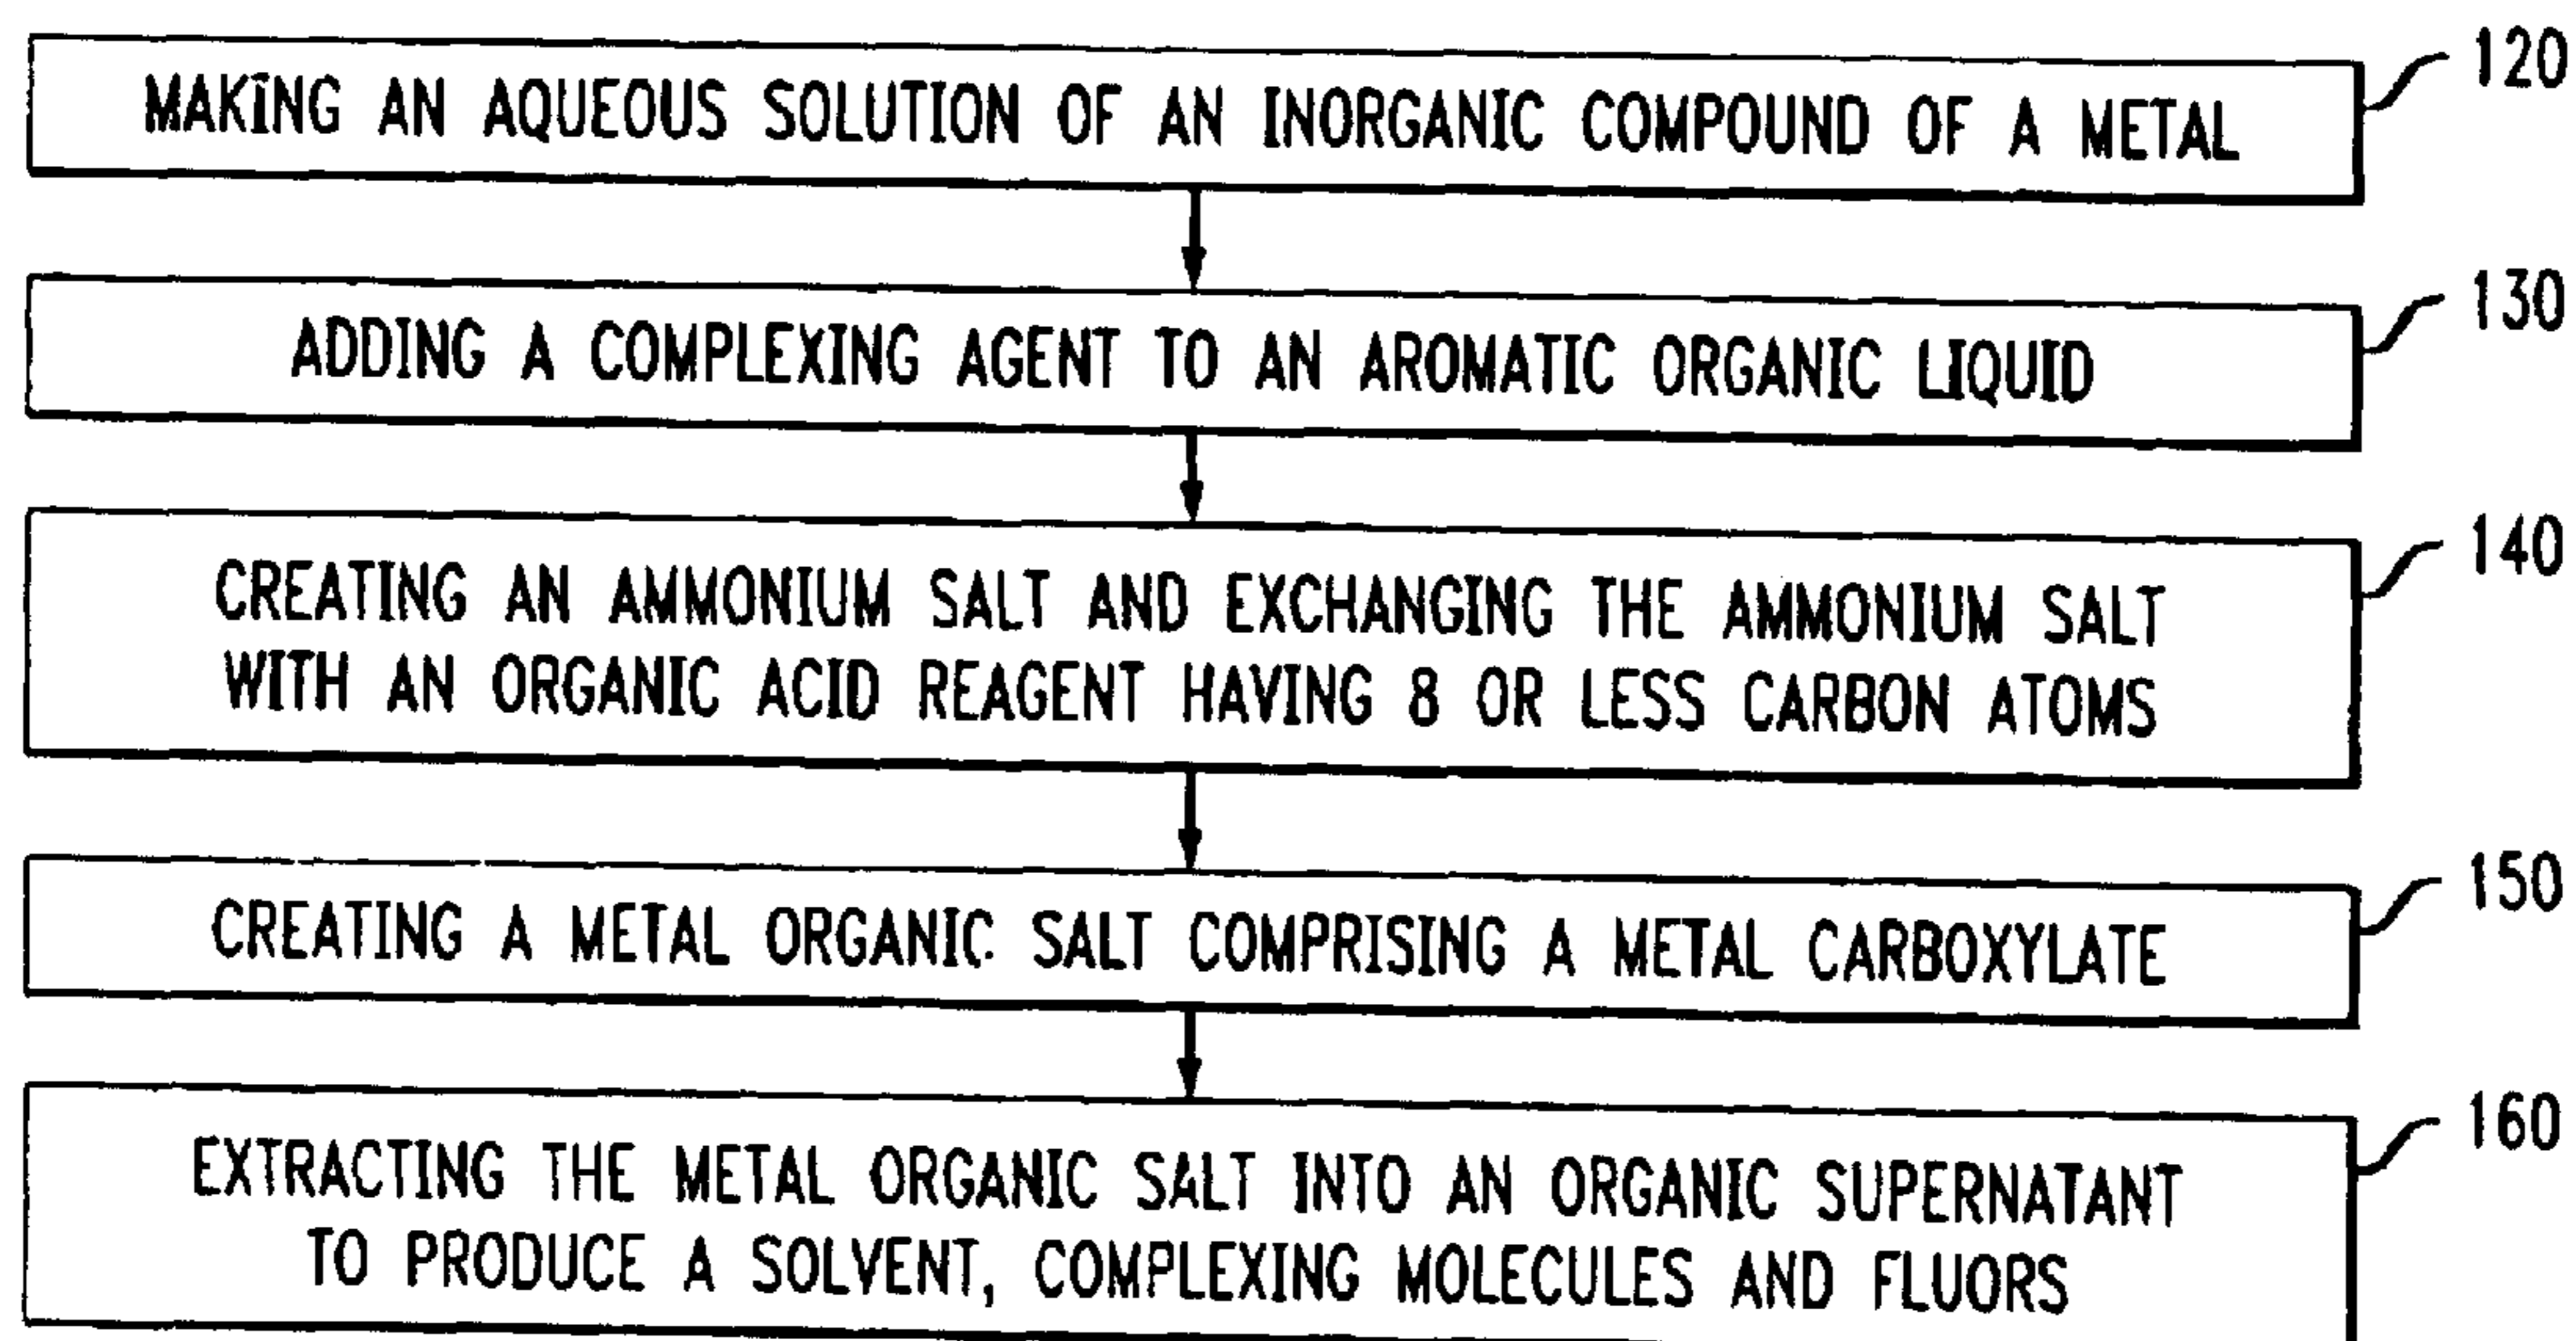 MAKING AN AQUEOUS SOLUTION OF AN INORGANIC COMPOUND OF A METAL
120
ADDING A COMPLEXING AGENT TO AN AROMATIC ORGANIC LIQUID
130
CREATING AN AMMONIUM SALT AND EXCHANGING THE AMMONIUM SALT
WITH AN ORGANIC ACID REAGENT HAVING 8 OR LESS CARBON ATOMS
140
CREATING A METAL ORGANIC SALT COMPRISING A METAL CARBOXYLATE
150
EXTRACTING THE METAL ORGANIC SALT INTO AN ORGANIC SUPERNATANT
TO PRODUCE A SOLVENT, COMPLEXING MOLECULES AND FLUORS
160